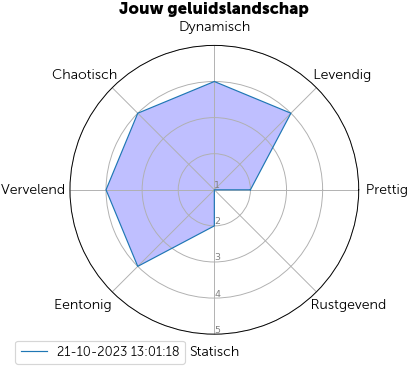 Jouw geluidslandschap
Dynamisch
Chaotisch
Levendig
Vervelend
1
Prettig
2
3
4
Eentonig
Rustgevend
5
21-10-2023 13:01:18
Statisch